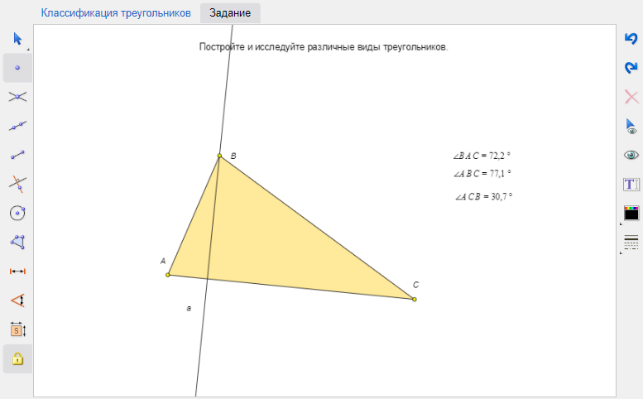 Классификация треугольников Задание
Постройте и исследуйте различные виды треугольников.
B
∠BAC = 72,2 °
∠ABC = 77,1 °
∠ACB = 30,7 °
A
C
a
T
S